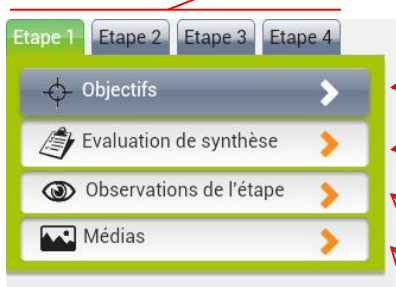 Etape 1 Etape 2 Etape 3 Etape 4
Objectifs
Evaluation de synthèse
Observations de l'étape
Médias